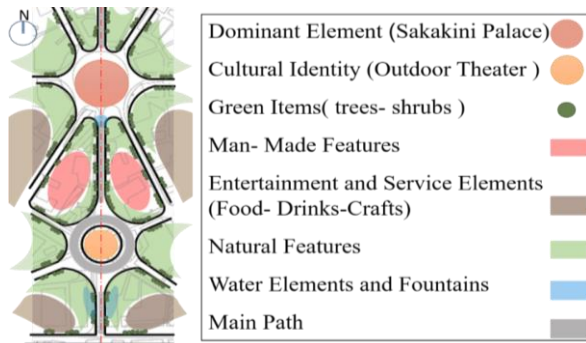 N
Dominant Element (Sakakini Palace)
Cultural Identity (Outdoor Theater )
Green Items( trees- shrubs )
Man- Made Features
Entertainment and Service Elements
(Food- Drinks-Crafts)
Natural Features
Water Elements and Fountains
Main Path